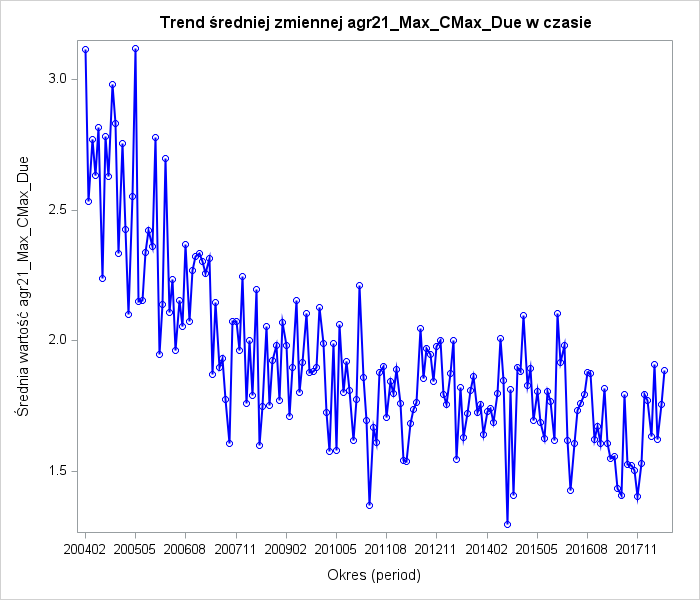 Trend średniej zmiennej agr21_Max_CMax_Due w czasie
Średnia wartość agr21_Max_CMax_Due
3.0
2.5
2.0
1.5
200402 200505 200608 200711 200902 201005 201108 201211 201402 201505 201608 201711
Okres (period)